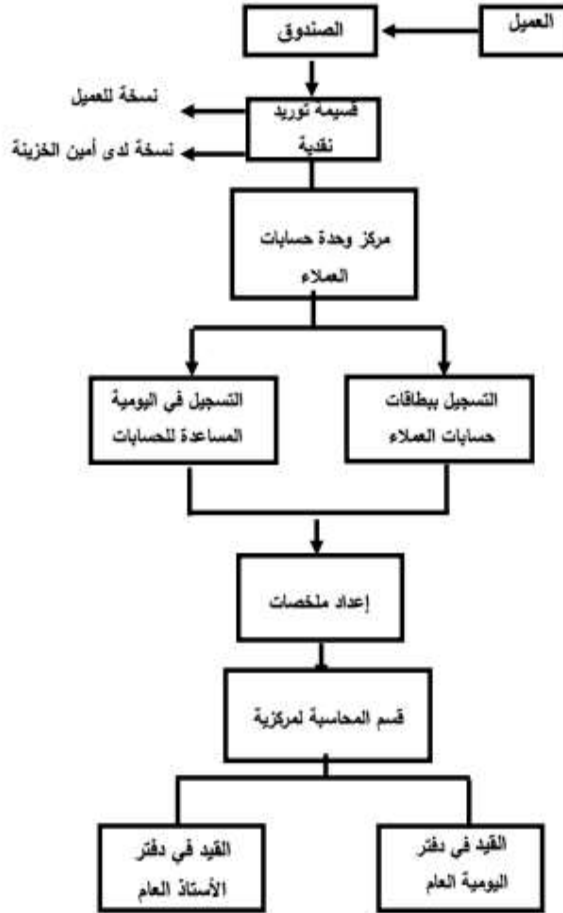 العميل
الصندوق
نسخة للعميل
قسيمة توريد
نقدية
نسخة لدى أمين الخزينة
مركز وحدة حسابات
العملاء
التسجيل ببطاقات
حسابات العملاء
التسجيل في اليومية
المساعدة للحسابات
إعداد ملخصات
قسم المحاسبة لمركزية
القيد في دفتر
اليومية العام
القيد في دفتر
الأستاذ العام